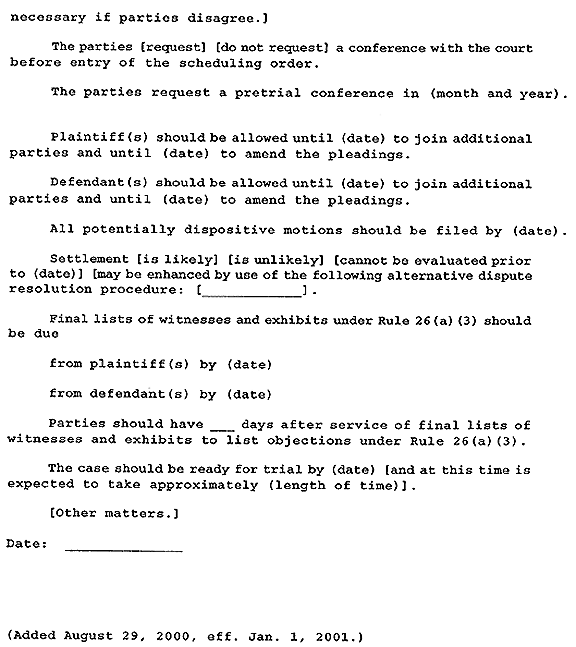 necessary if parties disagree.]
The parties [request] [do not request] a conference with the court
before entry of the scheduling order.
The parties request a pretrial conference in (month and year).
Plaintiff(s) should be allowed until (date) to join additional
parties and until (date) to amend the pleadings.
Defendant(s) should be allowed until (date) to join additional
parties and until (date) to amend the pleadings.
All potentially dispositive motions should be filed by (date).
Settlement [is likely] [is unlikely] [cannot be evaluated prior
to (date)] [may be enhanced by use of the following alternative dispute
resolution procedure: [____________].
Final lists of witnesses and exhibits under Rule 26(a)(3) should
be due
from plaintiff(s) by (date)
from defendant(s) by (date)
Parties should have ___ days after service of final lists of
witnesses and exhibits to list objections under Rule 26(a)(3).
The case should be ready for trial by (date) [and at this time is
expected to take approximately (length of time)].
[Other matters.]
Date: ______________
(Added August 29, 2000, eff. Jan. 1, 2001.)